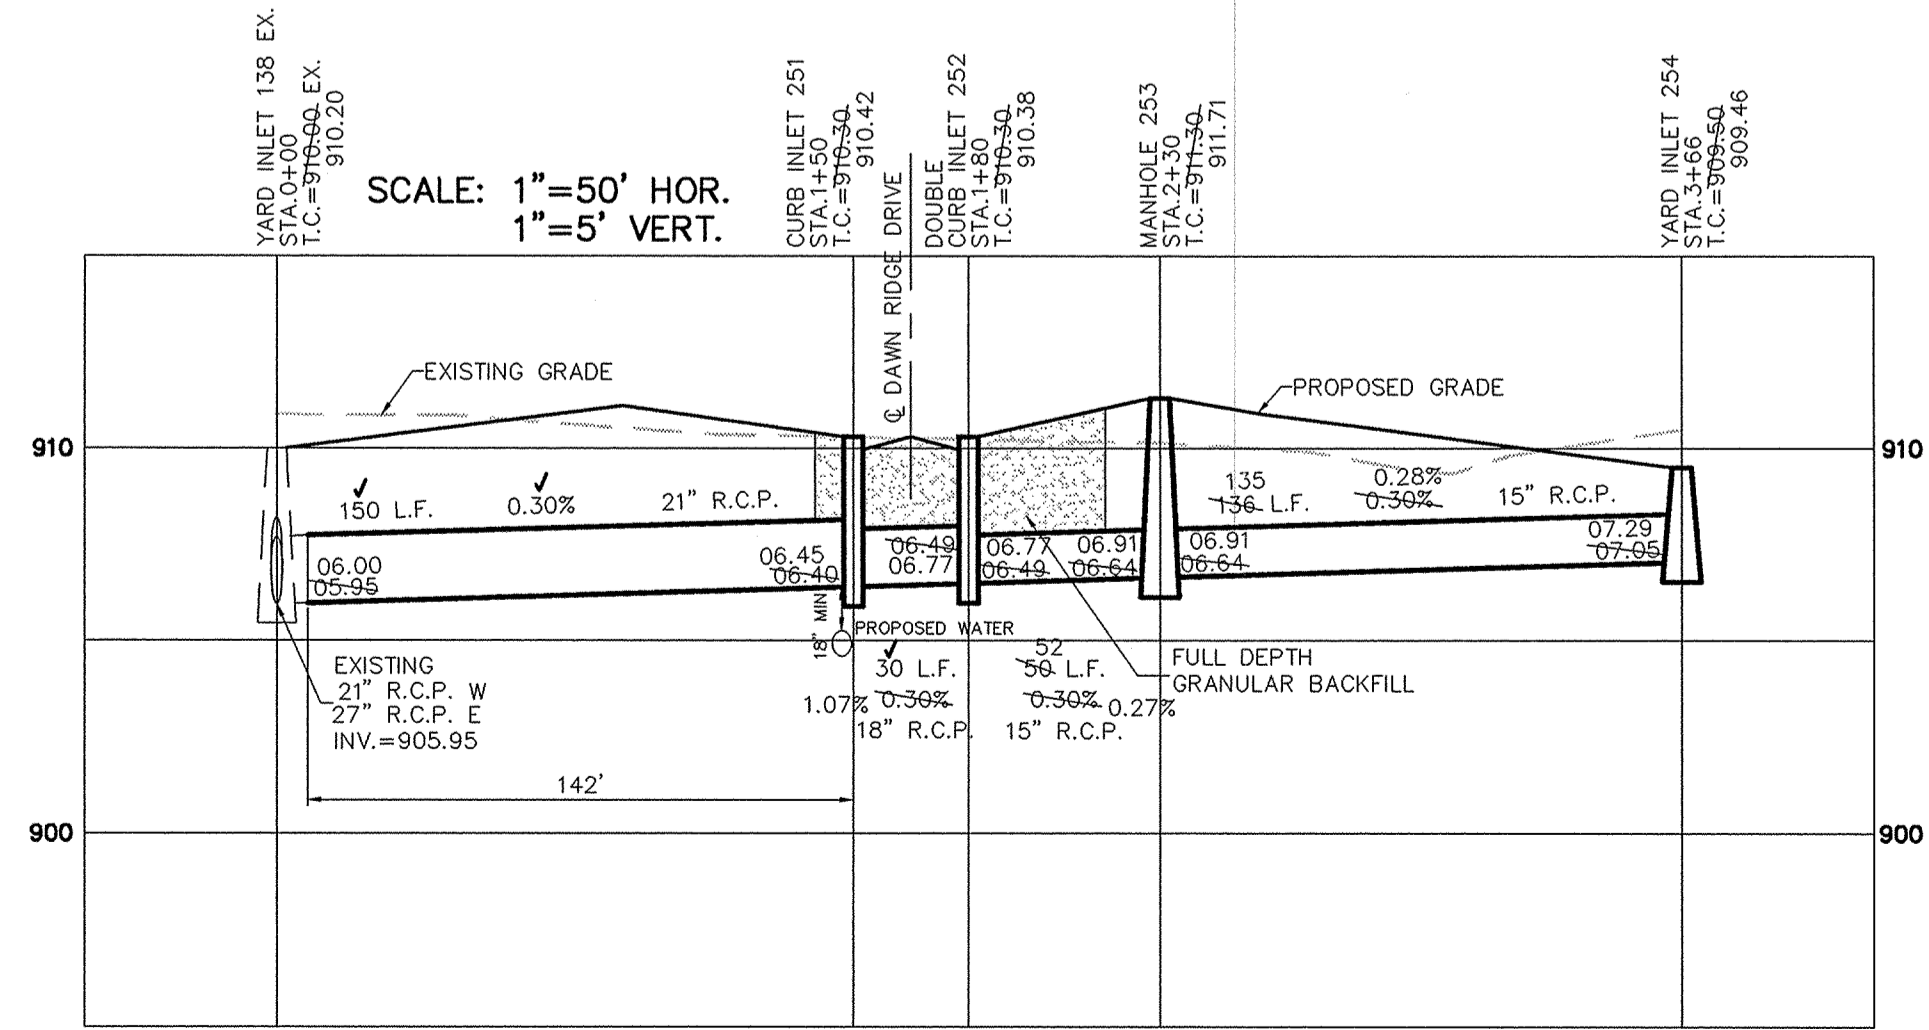 YARD INLET 138 EX.
STA.0+00
T.C.=910.00 EX.
910.20
SCALE: 1"=50' HOR.
1"=5' VERT.
CURB INLET 251
STA.1+50
T.C.=910.30
910.42
℄ DAWN RIDGE DRIVE
DOUBLE
CURB INLET 252
STA.1+80
T.C.=910.30
910.38
MANHOLE 253
STA.2+30
T.C.=911.30
911.71
YARD INLET 254
STA.3+66
T.C.=909.50
909.46
EXISTING GRADE
PROPOSED GRADE
910
910
150 L.F.
0.30%
21" R.C.P.
135
136 L.F.
0.28%
0.30%
15" R.C.P.
06.00
05.95
06.45
06.40
06.49
06.77
06.77
06.49
06.91
06.64
06.91
06.64
07.29
07.05
18" MIN
PROPOSED WATER
30 L.F.
1.07%
0.30%
18" R.C.P.
52
50 L.F.
0.30%
0.27%
15" R.C.P.
FULL DEPTH
GRANULAR BACKFILL
EXISTING
21" R.C.P. W
27" R.C.P. E
INV.=905.95
142'
900
900